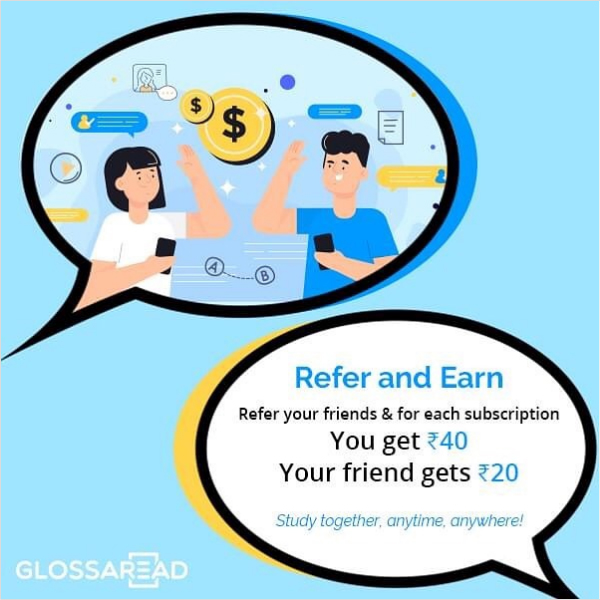 $
$
A
B
Refer and Earn
Refer your friends & for each subscription
You get ₹40
Your friend gets ₹20
Study together, anytime, anywhere!
GLOSSAREAD